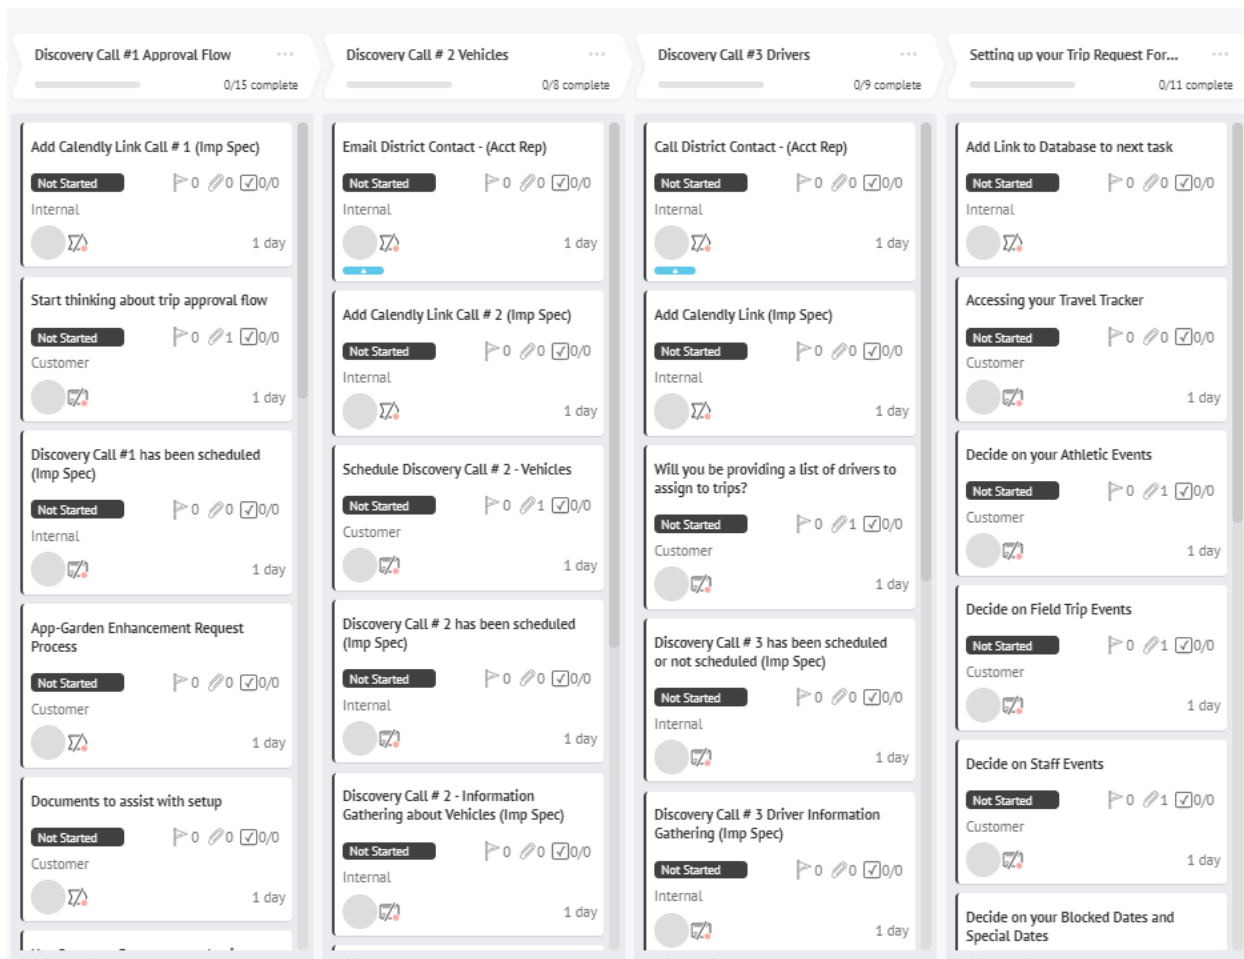 Discovery Call #1 Approval Flow
0/15 complete
Add Calendly Link Call # 1 (Imp Spec)
Not Started 0 0 0/0
Internal
1 day
Start thinking about trip approval flow
Not Started 0 1 0/0
Customer
1 day
Discovery Call #1 has been scheduled
(Imp Spec)
Not Started 0 0 0/0
Internal
1 day
App-Garden Enhancement Request
Process
Not Started 0 0 0/0
Customer
1 day
Documents to assist with setup
Not Started 0 0 0/0
Customer
1 day
Discovery Call # 2 Vehicles
0/8 complete
Email District Contact - (Acct Rep)
Not Started 0 0 0/0
Internal
1 day
Add Calendly Link Call # 2 (Imp Spec)
Not Started 0 0 0/0
Internal
1 day
Schedule Discovery Call # 2 - Vehicles
Not Started 0 1 0/0
Customer
1 day
Discovery Call # 2 has been scheduled
(Imp Spec)
Not Started 0 0 0/0
Internal
1 day
Discovery Call # 2 - Information
Gathering about Vehicles (Imp Spec)
Not Started 0 0 0/0
Internal
1 day
Discovery Call #3 Drivers
0/9 complete
Call District Contact - (Acct Rep)
Not Started 0 0 0/0
Internal
1 day
Add Calendly Link (Imp Spec)
Not Started 0 0 0/0
Internal
1 day
Will you be providing a list of drivers to
assign to trips?
Not Started 0 1 0/0
Customer
1 day
Discovery Call # 3 has been scheduled
or not scheduled (Imp Spec)
Not Started 0 0 0/0
Internal
1 day
Discovery Call # 3 Driver Information
Gathering (Imp Spec)
Not Started 0 0 0/0
Internal
1 day
Setting up your Trip Request For...
0/11 complete
Add Link to Database to next task
Not Started 0 0 0/0
Internal
Accessing your Travel Tracker
Not Started 0 0 0/0
Customer
1 day
Decide on your Athletic Events
Not Started 0 1 0/0
Customer
1 day
Decide on Field Trip Events
Not Started 0 1 0/0
Customer
1 day
Decide on Staff Events
Not Started 0 1 0/0
Customer
1 day
Decide on your Blocked Dates and
Special Dates